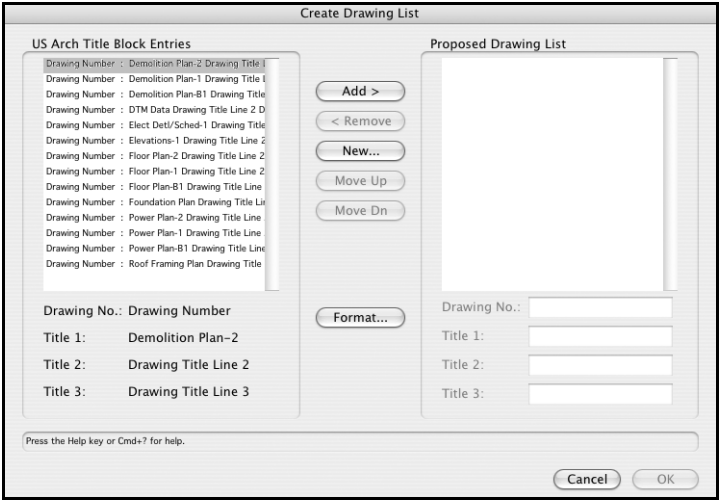 Create Drawing List
US Arch Title Block Entries
Drawing Number : Demolition Plan-2 Drawing Title
Drawing Number : Demolition Plan-1 Drawing Title
Drawing Number : Demolition Plan-B1 Drawing Title
Drawing Number : DTM Data Drawing Title Line 2 D
Drawing Number : Elect Detl/Sched-1 Drawing Title
Drawing Number : Elevations-1 Drawing Title Line 2
Drawing Number : Floor Plan-2 Drawing Title Line 2
Drawing Number : Floor Plan-1 Drawing Title Line 2
Drawing Number : Floor Plan-B1 Drawing Title Line
Drawing Number : Foundation Plan Drawing Title Li
Drawing Number : Power Plan-2 Drawing Title Line
Drawing Number : Power Plan-1 Drawing Title Line
Drawing Number : Power Plan-B1 Drawing Title Line
Drawing Number : Roof Framing Plan Drawing Title
Drawing No.: Drawing Number
Title 1: Demolition Plan-2
Title 2: Drawing Title Line 2
Title 3: Drawing Title Line 3
Add >
< Remove
New...
Move Up
Move Dn
Format...
Proposed Drawing List
Drawing No.:
Title 1:
Title 2:
Title 3:
Press the Help key or Cmd+? for help.
Cancel
OK